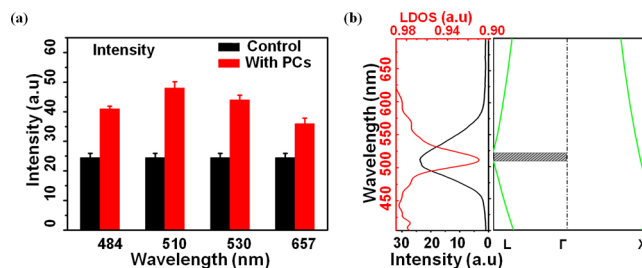 (a)
Intensity
Control
With PCs
Intensity (a.u)
60
50
40
30
20
10
0
484 510 530 657
Wavelength (nm)
(b)
LDOS (a.u)
0.98 0.94 0.90
Wavelength (nm)
650
600
550
500
450
30 20 10 0
Intensity (a.u)
L Γ X